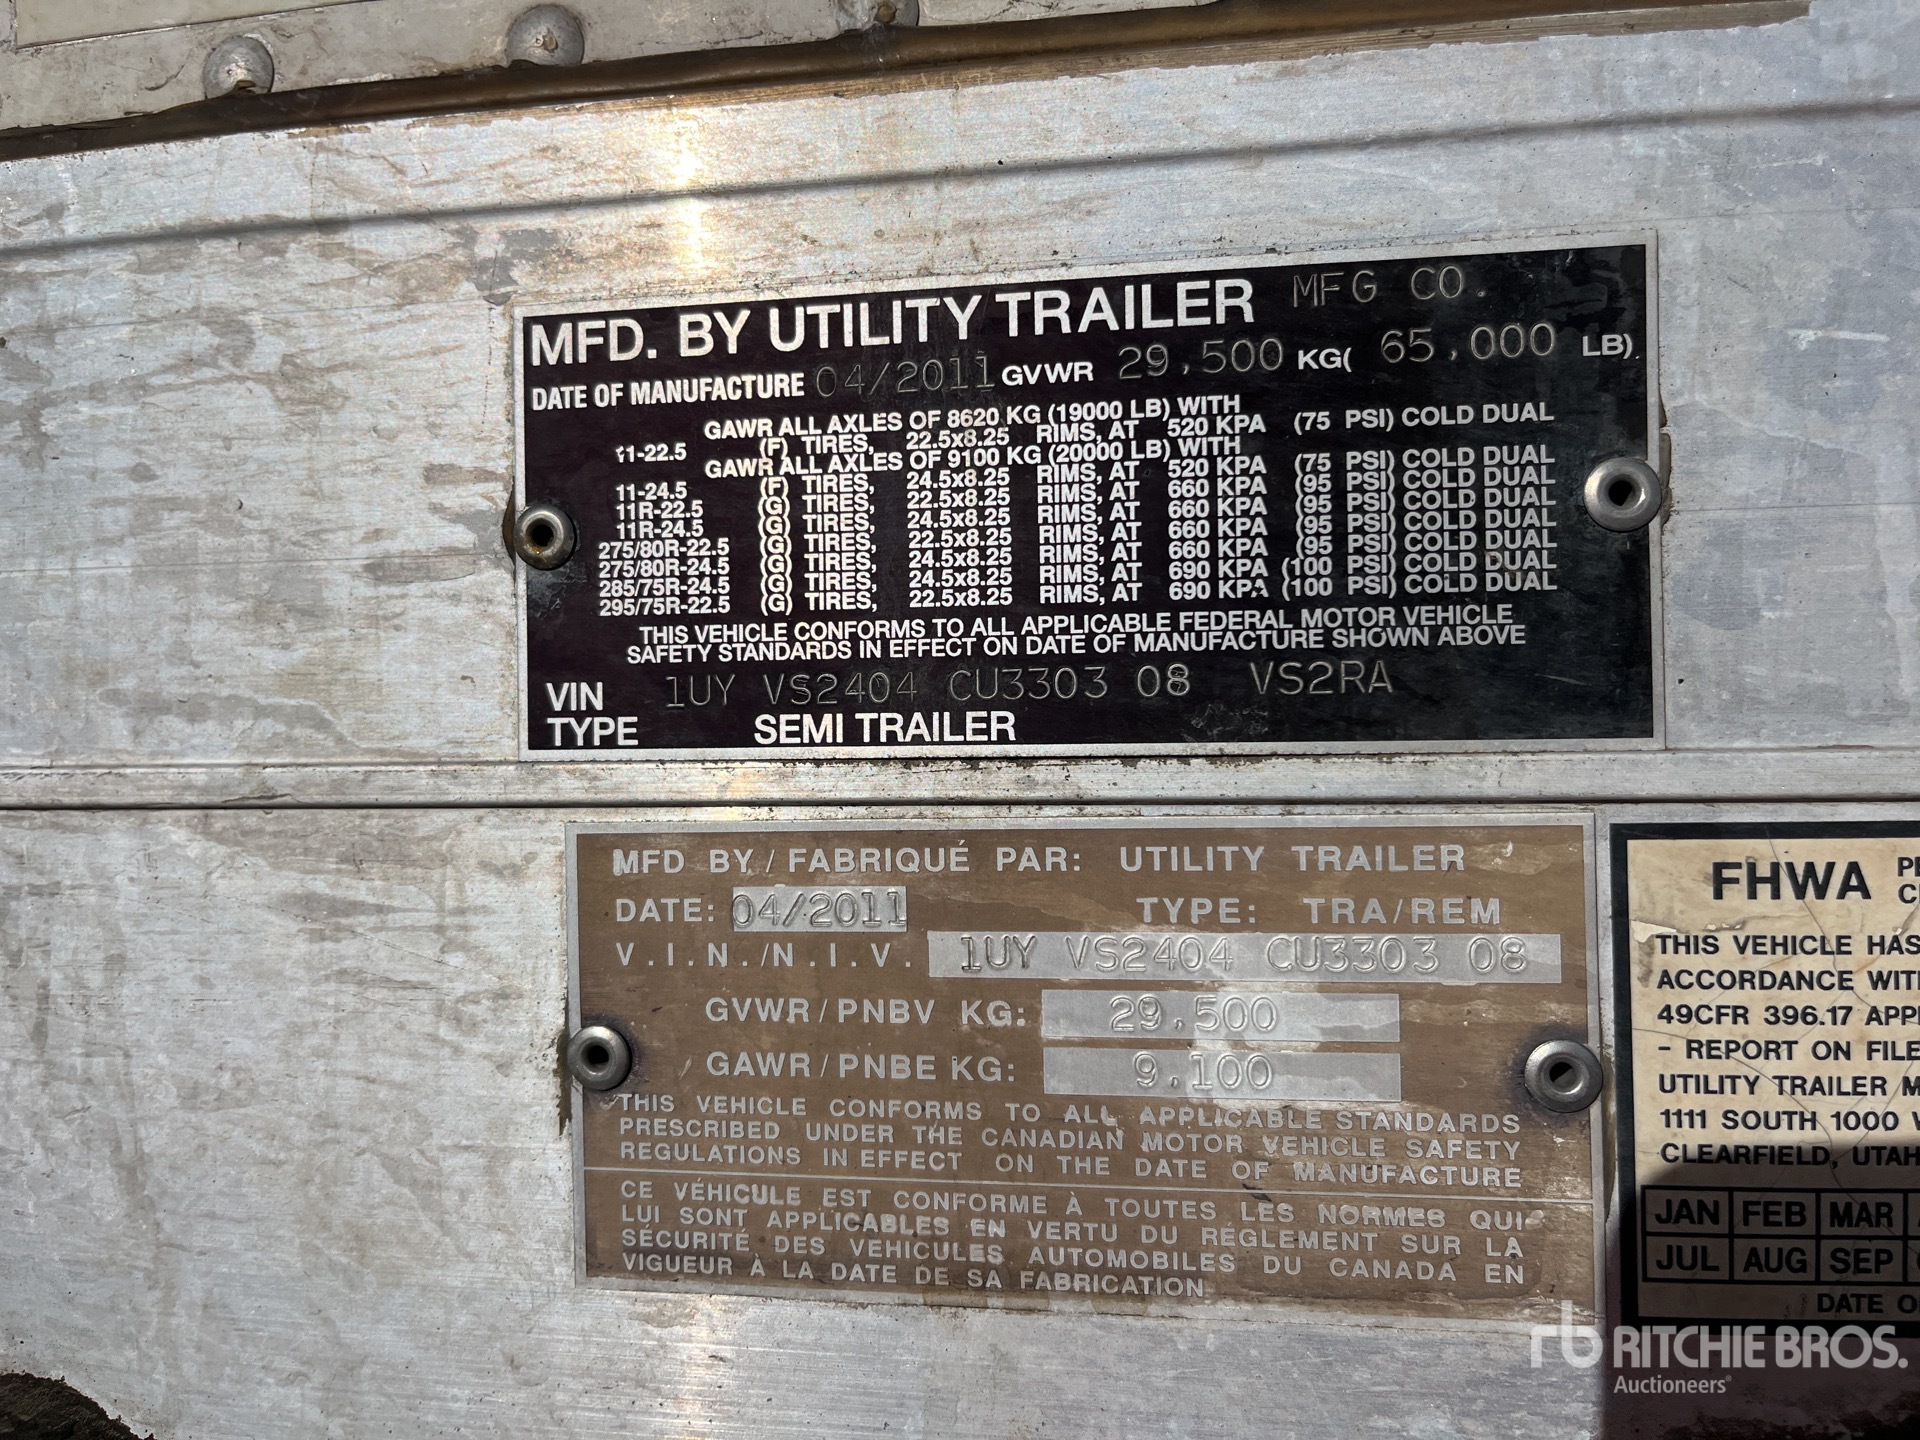 MFD. BY UTILITY TRAILER MFG CO.
DATE OF MANUFACTURE 04/2011 GVWR 29,500 KG( 65,000 LB).
GAWR ALL AXLES OF 8620 KG (19000 LB) WITH
11-22.5 (F) TIRES, 22.5x8.25 RIMS, AT 520 KPA (75 PSI) COLD DUAL
GAWR ALL AXLES OF 9100 KG (20000 LB) WITH
11-24.5 (F) TIRES, 24.5x8.25 RIMS, AT 520 KPA (75 PSI) COLD DUAL
11R-22.5 (G) TIRES, 22.5x8.25 RIMS, AT 660 KPA (95 PSI) COLD DUAL
11R-24.5 (G) TIRES, 24.5x8.25 RIMS, AT 660 KPA (95 PSI) COLD DUAL
275/80R-22.5 (G) TIRES, 22.5x8.25 RIMS, AT 660 KPA (95 PSI) COLD DUAL
275/80R-24.5 (G) TIRES, 24.5x8.25 RIMS, AT 660 KPA (95 PSI) COLD DUAL
285/75R-24.5 (G) TIRES, 24.5x8.25 RIMS, AT 690 KPA (100 PSI) COLD DUAL
295/75R-22.5 (G) TIRES, 22.5x8.25 RIMS, AT 690 KPA (100 PSI) COLD DUAL
THIS VEHICLE CONFORMS TO ALL APPLICABLE FEDERAL MOTOR VEHICLE
SAFETY STANDARDS IN EFFECT ON DATE OF MANUFACTURE SHOWN ABOVE
VIN 1UY VS2404 CU3303 08 VS2RA
TYPE SEMI TRAILER
MFD BY / FABRIQUÉ PAR: UTILITY TRAILER
DATE: 04/2011 TYPE: TRA/REM
V.I.N./N.I.V. 1UY VS2404 CU3303 08
GVWR / PNBV KG: 29,500
GAWR / PNBE KG: 9,100
THIS VEHICLE CONFORMS TO ALL APPLICABLE STANDARDS
PRESCRIBED UNDER THE CANADIAN MOTOR VEHICLE SAFETY
REGULATIONS IN EFFECT ON THE DATE OF MANUFACTURE
CE VÉHICULE EST CONFORME À TOUTES LES NORMES QUI
LUI SONT APPLICABLES EN VERTU DU RÉGLEMENT SUR LA
SÉCURITÉ DES VÉHICULES AUTOMOBILES DU CANADA EN
VIGUEUR À LA DATE DE SA FABRICATION
FHWA
THIS VEHICLE HAS
ACCORDANCE WIT
49CFR 396.17 APP
- REPORT ON FILE
UTILITY TRAILER M
1111 SOUTH 1000 W
CLEARFIELD, UTAH
JAN FEB MAR
JUL AUG SEP
DATE O
rb RITCHIE BROS.
Auctioneers